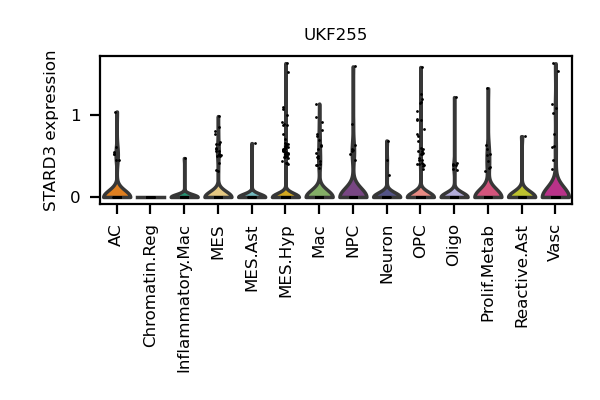 UKF255
STARD3 expression
1
0
AC
Chromatin.Reg
Inflammatory.Mac
MES
MES.Ast
MES.Hyp
Mac
NPC
Neuron
OPC
Oligo
Prolif.Metab
Reactive.Ast
Vasc